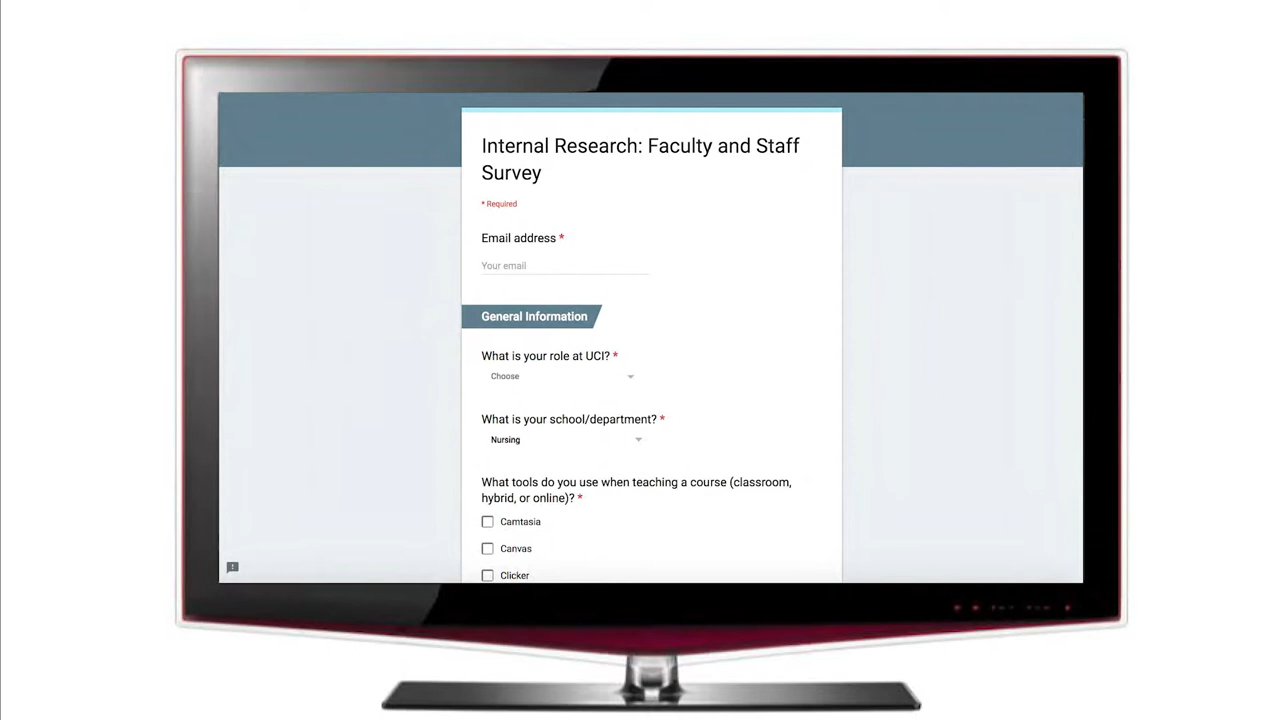 Internal Research: Faculty and Staff
Survey
* Required
Email address *
Your email
General Information
What is your role at UCI? *
Choose
What is your school/department? *
Nursing
What tools do you use when teaching a course (classroom,
hybrid, or online)? *
Camtasia
Canvas
Clicker